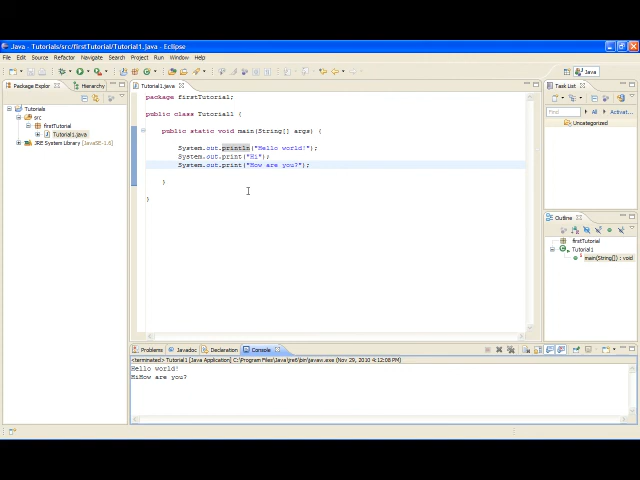 Java - Tutorials/src/firstTutorial/Tutorial1.java - Eclipse
File Edit Source Refactor Navigate Search Project Run Window Help
Java
Package Explor Hierarchy
Tutorials
src
firstTutorial
Tutorial1.java
JRE System Library [JavaSE-1.6]
Tutorial1.java
package firstTutorial;
public class Tutorial1 {
public static void main(String[] args) {
System.out.println("Hello world!");
System.out.print("Hi");
System.out.print("How are you?");
}
}
Task List
Find All Activat...
Uncategorized
Outline
firstTutorial
Tutorial1
main(String[]) : void
Problems Javadoc Declaration Console
<terminated> Tutorial1 [Java Application] C:\Program Files\Java\jre6\bin\javaw.exe (Nov 29, 2010 4:12:08 PM)
Hello world!
HiHow are you?